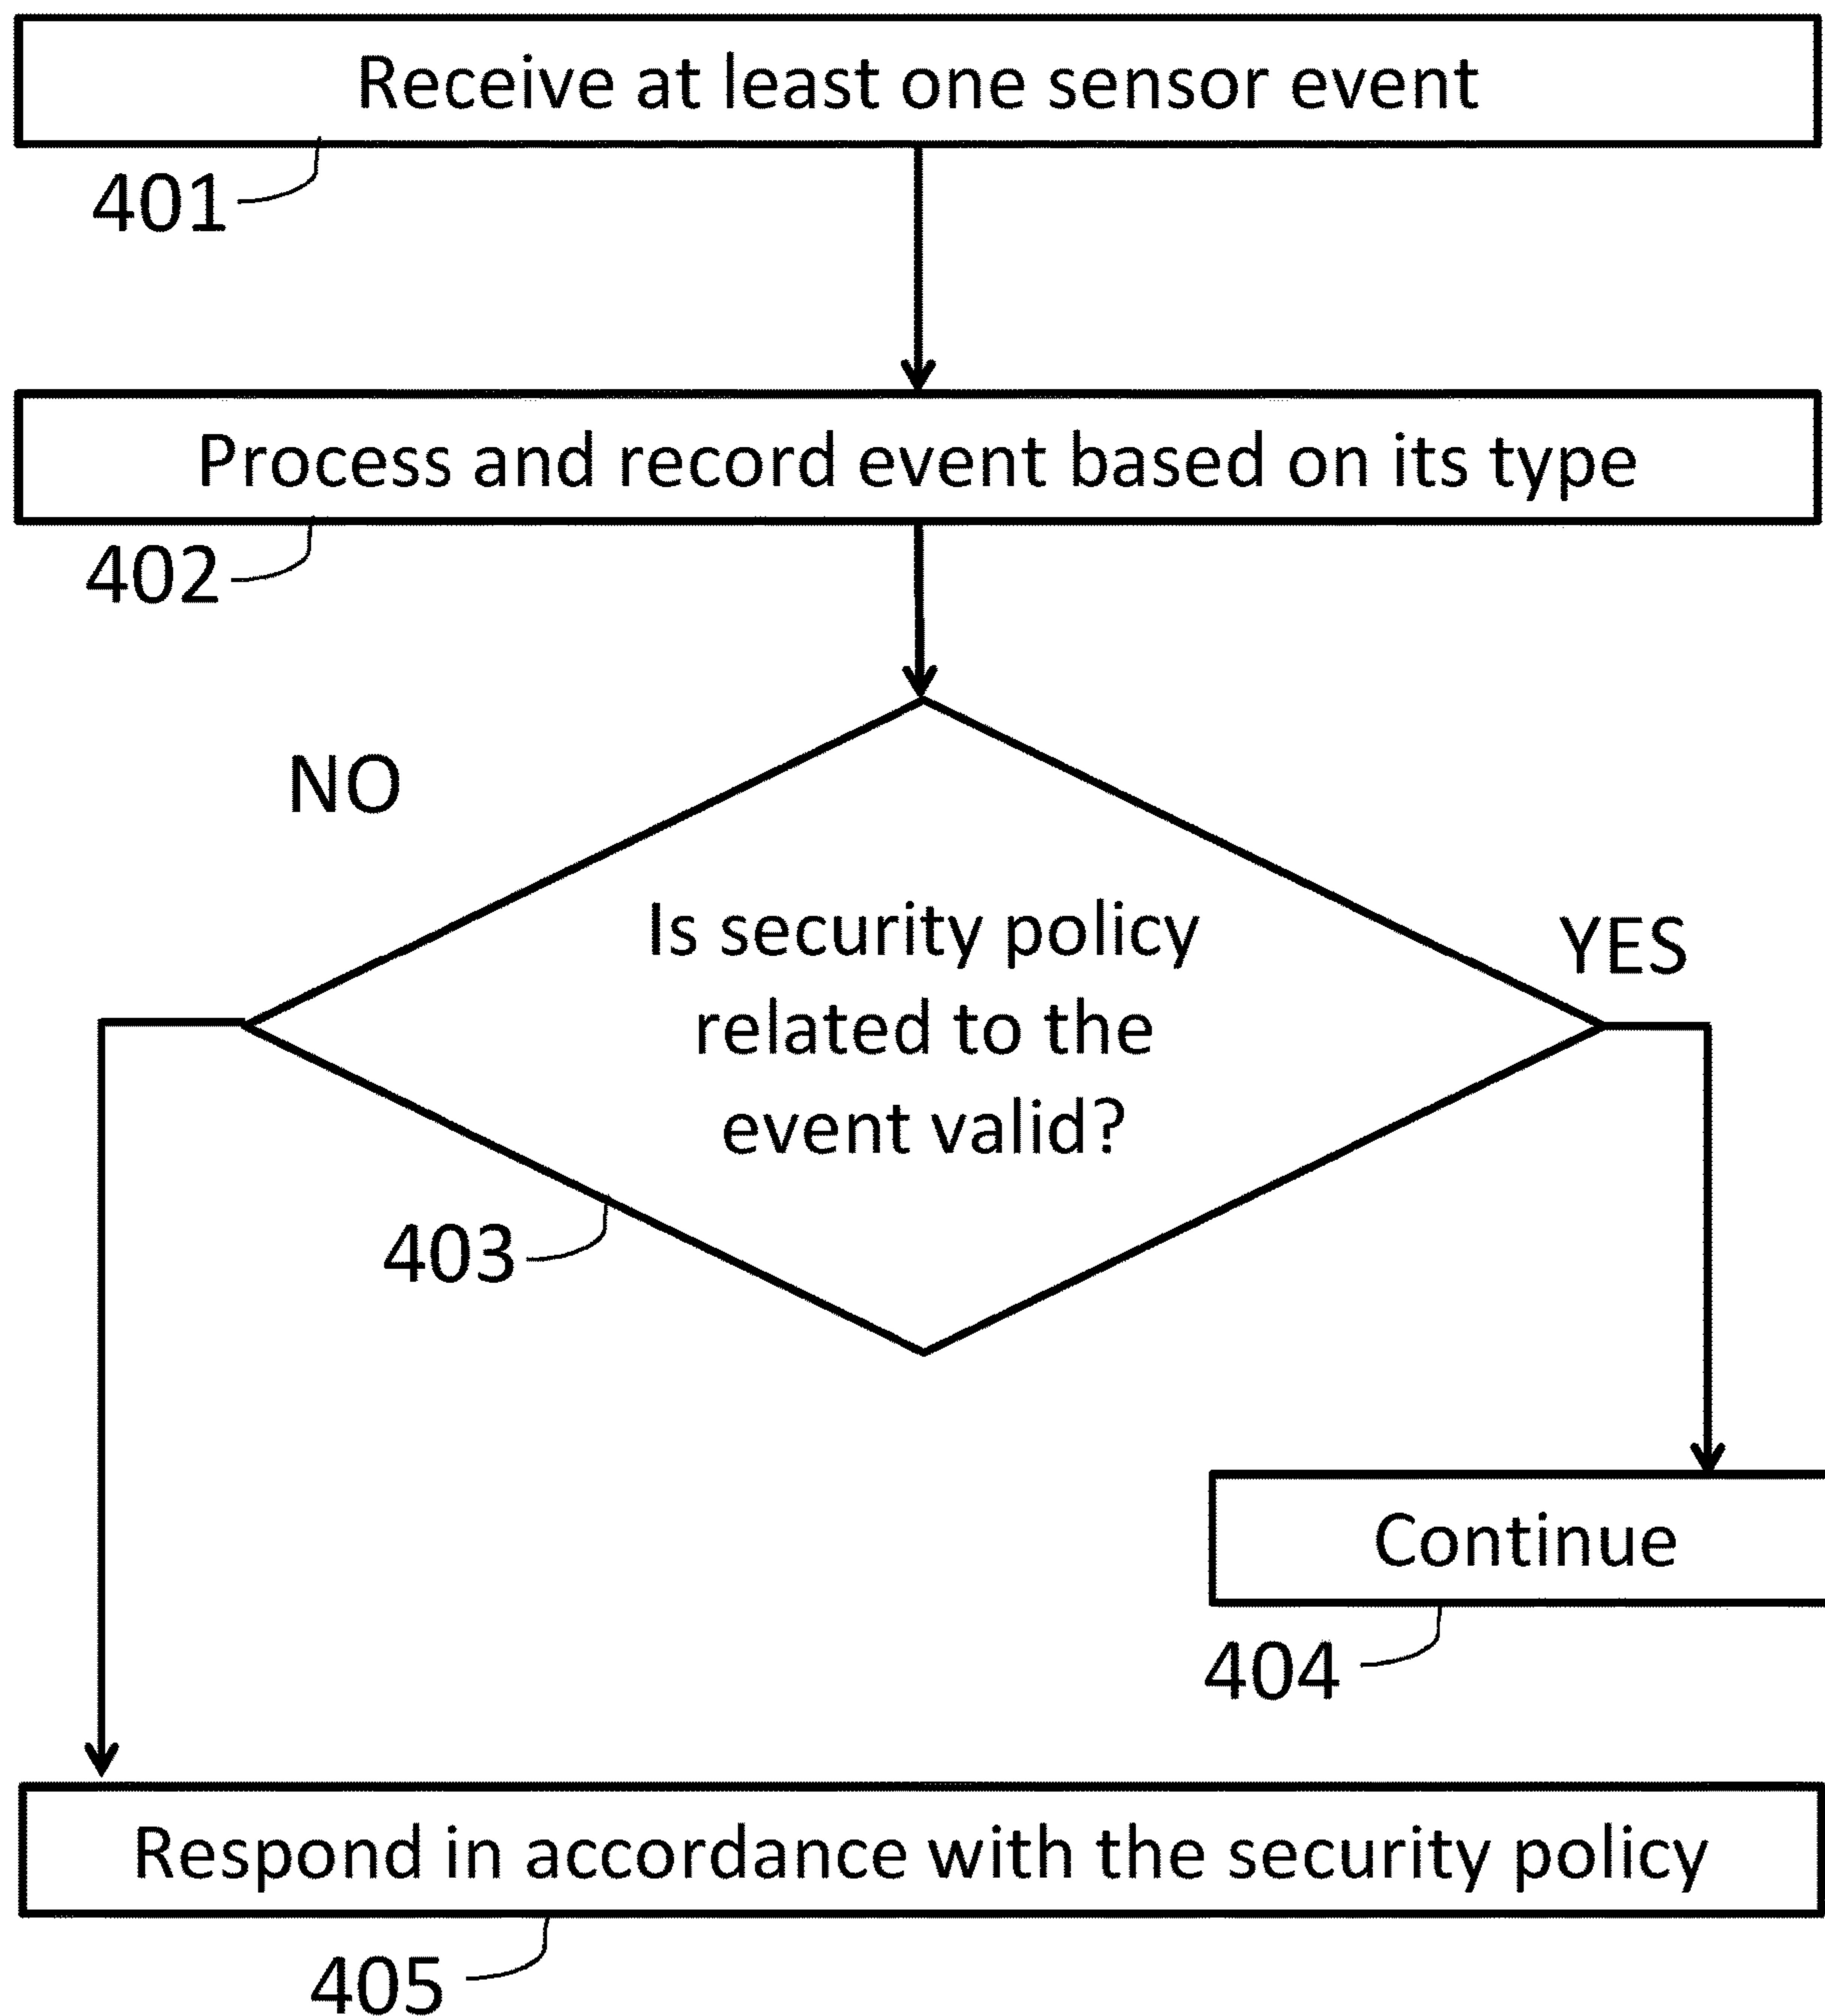 Receive at least one sensor event
401
Process and record event based on its type
402
NO
Is security policy
related to the
event valid?
YES
403
Continue
404
Respond in accordance with the security policy
405